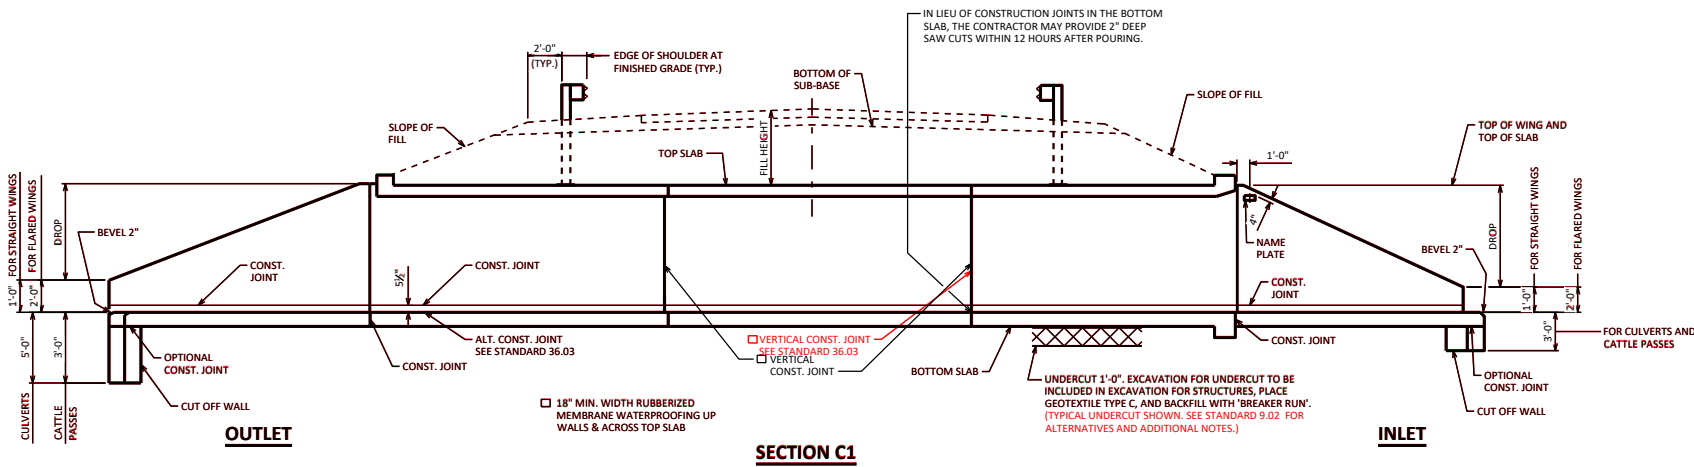 IN LIEU OF CONSTRUCTION JOINTS IN THE BOTTOM
SLAB, THE CONTRACTOR MAY PROVIDE 2" DEEP
SAW CUTS WITHIN 12 HOURS AFTER POURING.
2'-0"
(TYP.)
EDGE OF SHOULDER AT
FINISHED GRADE (TYP.)
BOTTOM OF
SUB-BASE
SLOPE OF FILL
SLOPE OF
FILL
TOP SLAB
FILL HEIGHT
TOP OF WING AND
TOP OF SLAB
1'-0"
4"
NAME
PLATE
FOR STRAIGHT WINGS
FOR FLARED WINGS
DROP
BEVEL 2"
1'-0"
2'-0"
CONST.
JOINT
5½"
CONST. JOINT
CONST.
JOINT
BEVEL 2"
DROP
FOR STRAIGHT WINGS
FOR FLARED WINGS
1'-0"
2'-0"
5'-0"
3'-0"
OPTIONAL
CONST. JOINT
CONST. JOINT
ALT. CONST. JOINT
SEE STANDARD 36.03
VERTICAL CONST. JOINT
SEE STANDARD 36.03
VERTICAL
CONST. JOINT
BOTTOM SLAB
CONST. JOINT
3'-0"
FOR CULVERTS AND
CATTLE PASSES
OPTIONAL
CONST. JOINT
CUT OFF WALL
CUT OFF WALL
CULVERTS
CATTLE
PASSES
18" MIN. WIDTH RUBBERIZED
MEMBRANE WATERPROOFING UP
WALLS & ACROSS TOP SLAB
UNDERCUT 1'-0". EXCAVATION FOR UNDERCUT TO BE
INCLUDED IN EXCAVATION FOR STRUCTURES, PLACE
GEOTEXTILE TYPE C, AND BACKFILL WITH 'BREAKER RUN'.
(TYPICAL UNDERCUT SHOWN. SEE STANDARD 9.02 FOR
ALTERNATIVES AND ADDITIONAL NOTES.)
OUTLET
SECTION C1
INLET